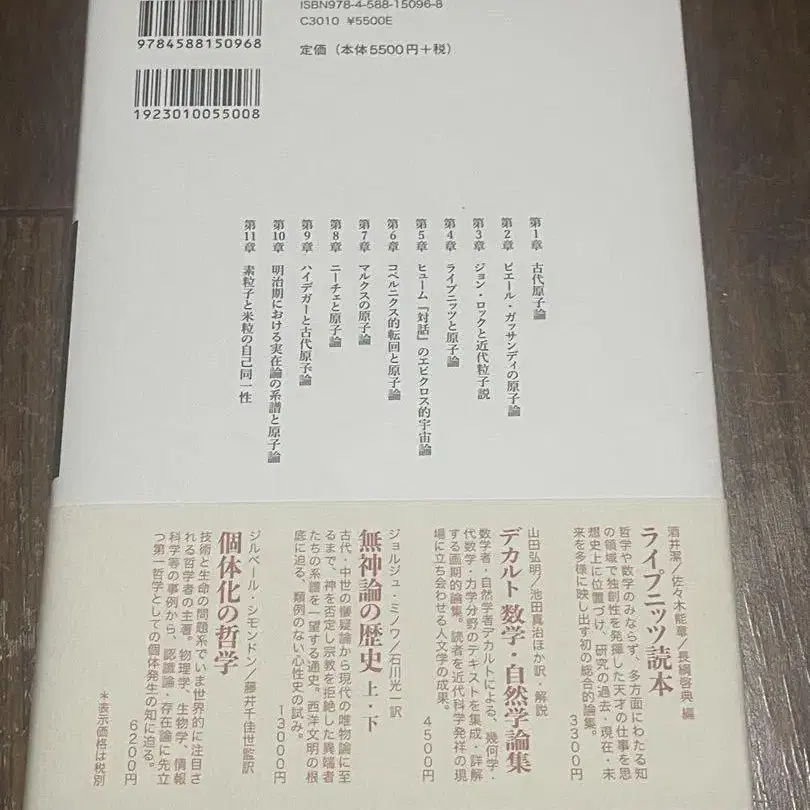 ISBN978-4-588-15096-8
C3010 ¥5500E
定価（本体5500円＋税）
9784588150968
1923010055008
第1章 古代原子論
第2章 ピエール・ガッサンディの原子論
第3章 ジョン・ロックと近代粒子説
第4章 ライプニッツと原子論
第5章 ヒューム『対話』のエピクロス的宇宙論
第6章 コペルニクス的転回と原子論
第7章 マルクスの原子論
第8章 ニーチェと原子論
第9章 ハイデガーと古代原子論
第10章 明治期における実在論の系譜と原子論
第11章 素粒子と米粒の自己同一性
酒井潔／佐々木能章／長綱啓典 編
ライプニッツ読本
哲学や数学のみならず、多方面にわたる知
の領域で独創性を発揮した天才の仕事を思
想史上に位置づけ、研究の過去・現在・未
来を多様に映し出す初の総合的論集。
3300円
山田弘明／池田真治ほか訳・解説
デカルト 数学・自然学論集
数学者・自然学者デカルトによる、幾何学・
代数学・力学分野のテキストを集成・詳解
する画期的論集。読者を近代科学発祥の現
場に立ち会わせる人文学の成果。
4500円
ジョルジュ・ミノワ／石川光一訳
無神論の歴史 上・下
古代・中世の懐疑論から現代の唯物論に至
るまで、神を否定し宗教を拒絶した異端者
たちの系譜を一望する通史。西洋文明の根
底に迫る、類例のない心性史の試み。
13000円
ジルベール・シモンドン／藤井千佳世監訳
個体化の哲学
技術と生命の問題系でいま世界的に注目さ
れる哲学者の主著。物理学、生物学、情報
科学等の事例から、認識論・存在論に先立
つ第一哲学としての個体発生の知に迫る。
6200円
＊表示価格は税別